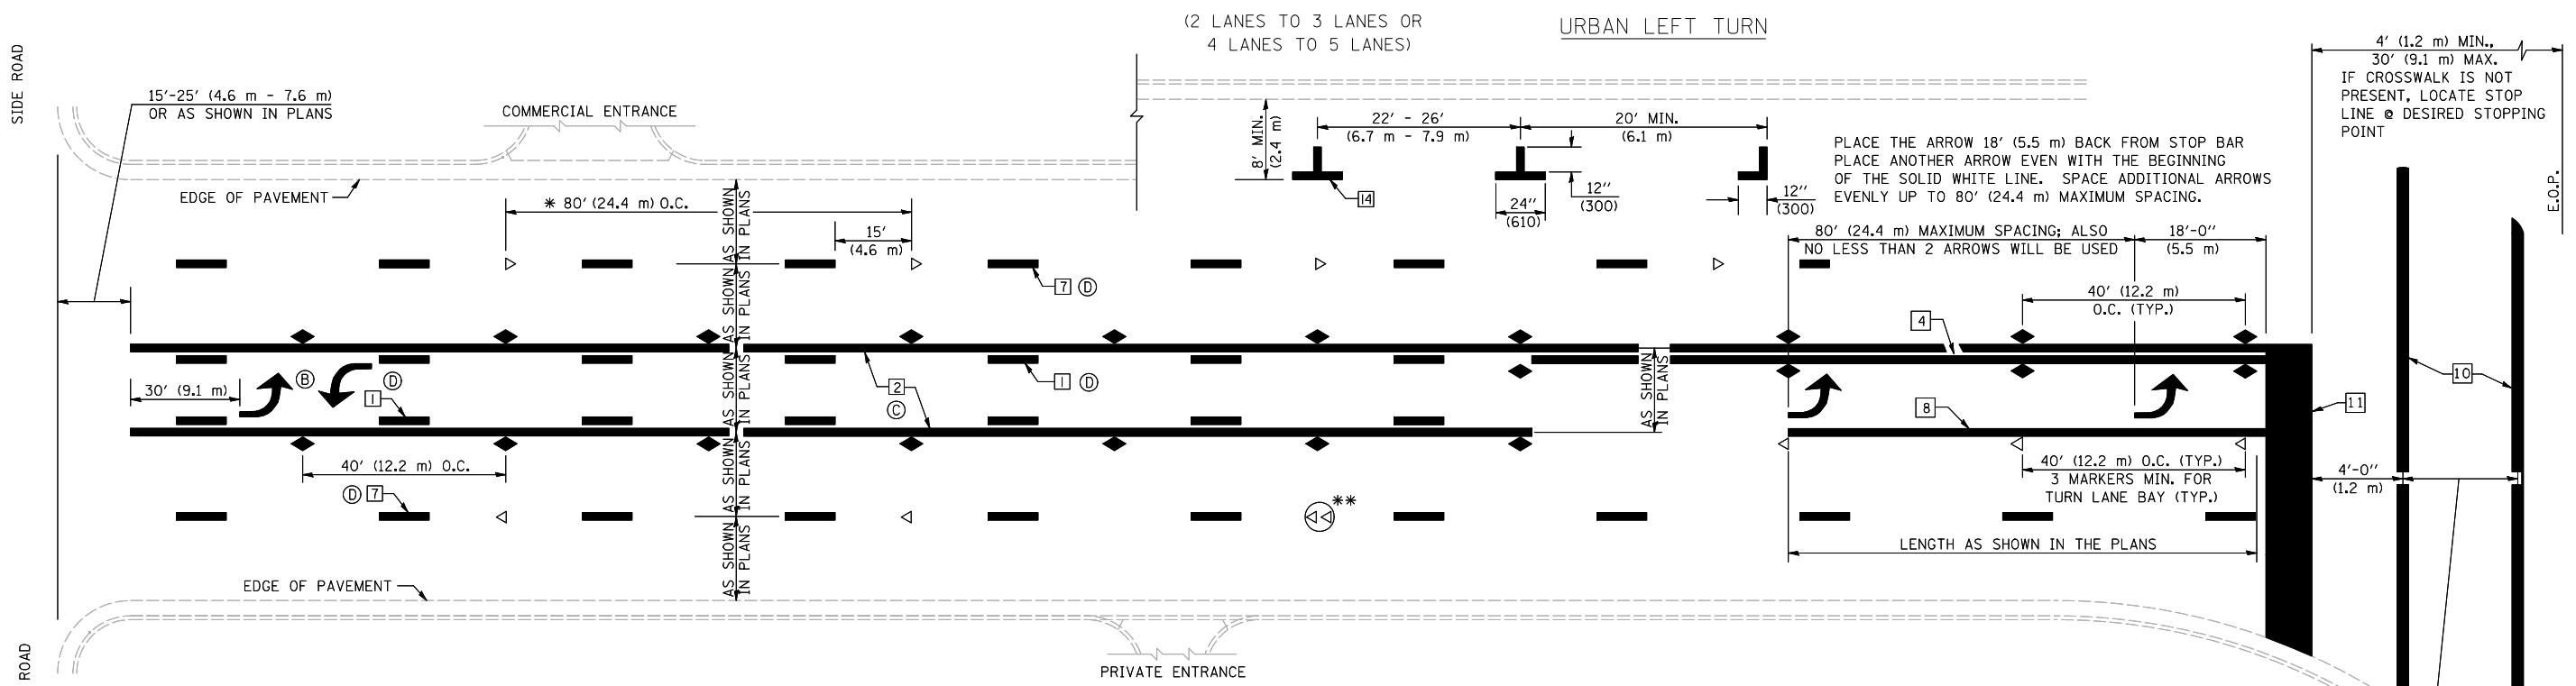 (2 LANES TO 3 LANES OR
4 LANES TO 5 LANES)
URBAN LEFT TURN
SIDE ROAD
15'-25' (4.6 m - 7.6 m)
OR AS SHOWN IN PLANS
COMMERCIAL ENTRANCE
EDGE OF PAVEMENT
8' MIN.
(2.4 m)
22' - 26'
(6.7 m - 7.9 m)
20' MIN.
(6.1 m)
14
24''
(610)
12''
(300)
12''
(300)
4' (1.2 m) MIN.,
30' (9.1 m) MAX.
IF CROSSWALK IS NOT
PRESENT, LOCATE STOP
LINE @ DESIRED STOPPING
POINT
E.O.P.
PLACE THE ARROW 18' (5.5 m) BACK FROM STOP BAR
PLACE ANOTHER ARROW EVEN WITH THE BEGINNING
OF THE SOLID WHITE LINE. SPACE ADDITIONAL ARROWS
EVENLY UP TO 80' (24.4 m) MAXIMUM SPACING.
* 80' (24.4 m) O.C.
15'
(4.6 m)
80' (24.4 m) MAXIMUM SPACING; ALSO
NO LESS THAN 2 ARROWS WILL BE USED
18'-0''
(5.5 m)
AS SHOWN
IN PLANS
AS SHOWN
IN PLANS
AS SHOWN
IN PLANS
AS SHOWN
IN PLANS
AS SHOWN
IN PLANS
7 D
40' (12.2 m)
O.C. (TYP.)
4
30' (9.1 m)
B
D
1
2
C
1 D
AS SHOWN
IN PLANS
8
10
11
40' (12.2 m) O.C.
D 7
**
40' (12.2 m) O.C. (TYP.)
3 MARKERS MIN. FOR
TURN LANE BAY (TYP.)
4'-0''
(1.2 m)
LENGTH AS SHOWN IN THE PLANS
EDGE OF PAVEMENT
ROAD
PRIVATE ENTRANCE